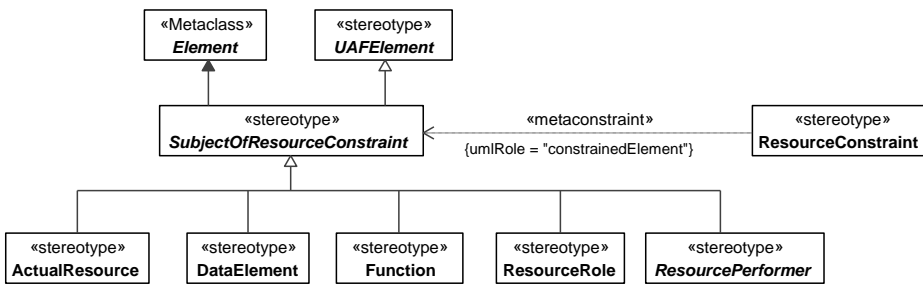 «Metaclass»
Element
«stereotype»
UAFElement
«stereotype»
SubjectOfResourceConstraint
«metaconstraint»
{umlRole = "constrainedElement"}
«stereotype»
ResourceConstraint
«stereotype»
ActualResource
«stereotype»
DataElement
«stereotype»
Function
«stereotype»
ResourceRole
«stereotype»
ResourcePerformer